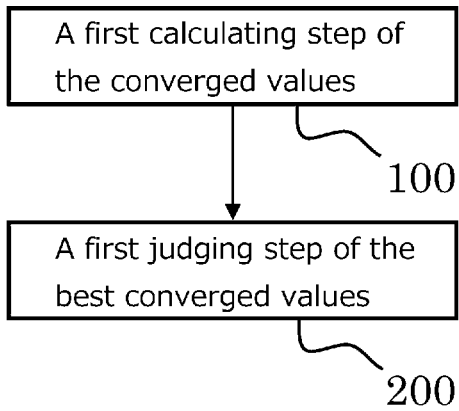 A first calculating step of
the converged values
100
A first judging step of the
best converged values
200